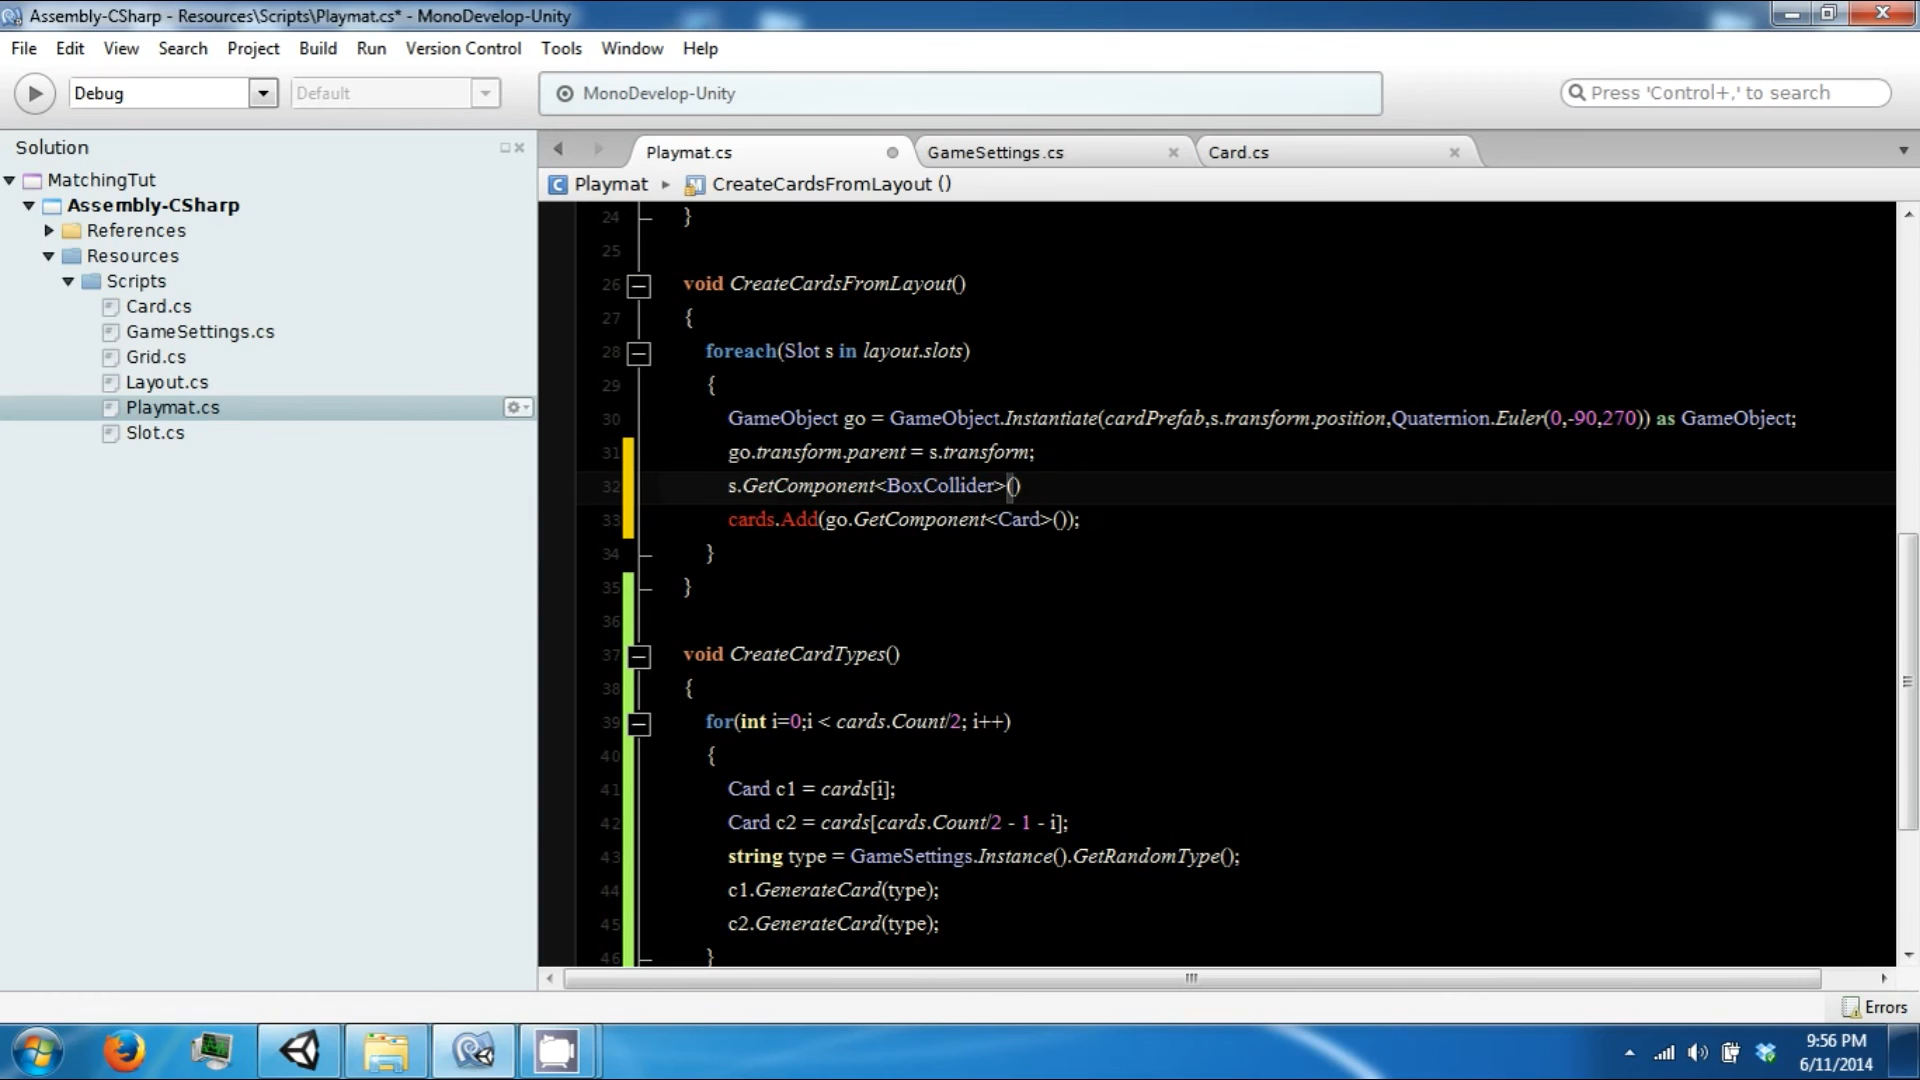 Assembly-CSharp - Resources\Scripts\Playmat.cs* - MonoDevelop-Unity
File Edit View Search Project Build Run Version Control Tools Window Help
Debug Default MonoDevelop-Unity Press 'Control+,' to search
Solution
MatchingTut
Assembly-CSharp
References
Resources
Scripts
Card.cs
GameSettings.cs
Grid.cs
Layout.cs
Playmat.cs
Slot.cs
Playmat.cs GameSettings.cs Card.cs
Playmat CreateCardsFromLayout ()
24 }
25
26 void CreateCardsFromLayout()
27 {
28 foreach(Slot s in layout.slots)
29 {
30 GameObject go = GameObject.Instantiate(cardPrefab,s.transform.position,Quaternion.Euler(0,-90,270)) as GameObject;
31 go.transform.parent = s.transform;
32 s.GetComponent<BoxCollider>()
33 cards.Add(go.GetComponent<Card>());
34 }
35 }
36
37 void CreateCardTypes()
38 {
39 for(int i=0;i < cards.Count/2; i++)
40 {
41 Card c1 = cards[i];
42 Card c2 = cards[cards.Count/2 - 1 - i];
43 string type = GameSettings.Instance().GetRandomType();
44 c1.GenerateCard(type);
45 c2.GenerateCard(type);
46 }
Errors
9:56 PM
6/11/2014